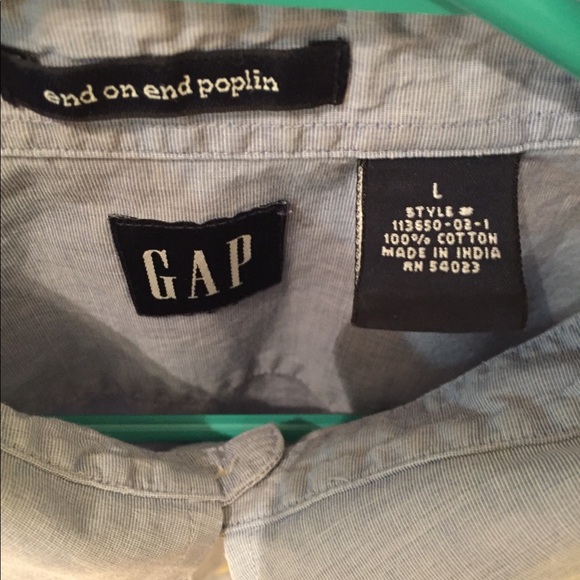 end on end poplin
GAP
L
STYLE #
113650-02-1
100% COTTON
MADE IN INDIA
RN 54023